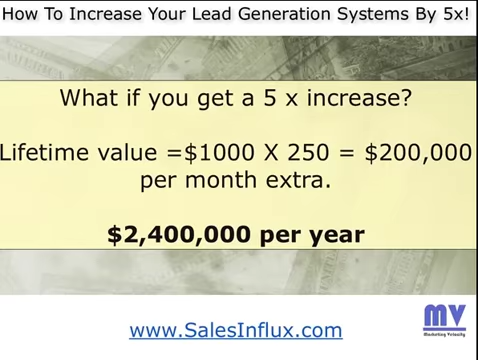 How To Increase Your Lead Generation Systems By 5x!
What if you get a 5 x increase?
Lifetime value =$1000 X 250 = $200,000
per month extra.
$2,400,000 per year
www.SalesInflux.com
MV
Marketing Velocity